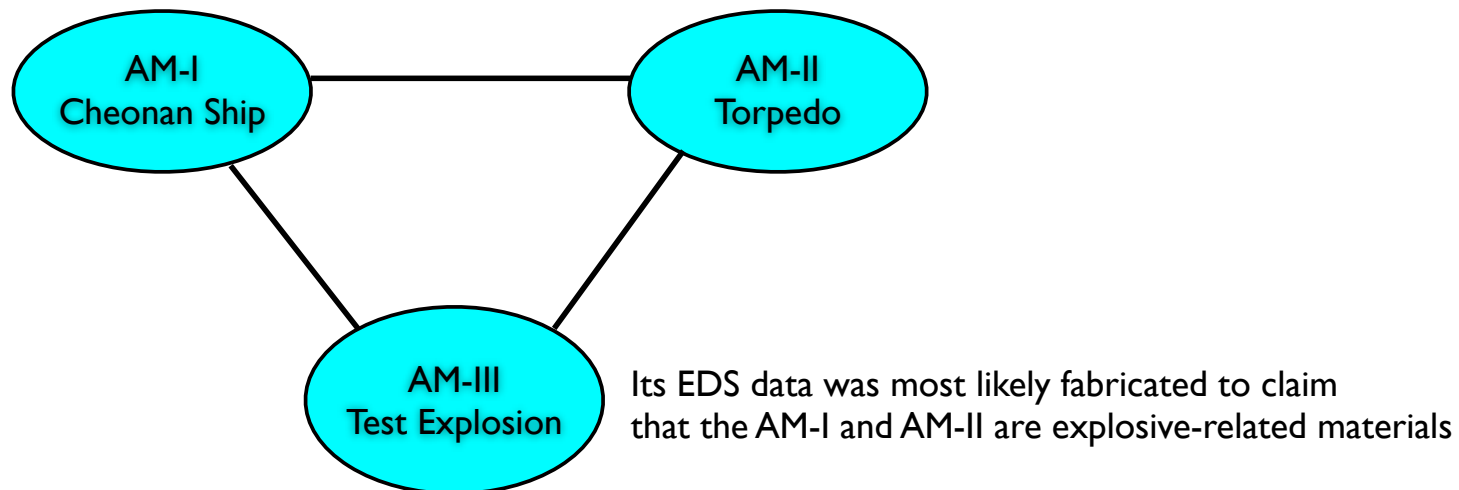 AM-I
Cheonan Ship
AM-II
Torpedo
AM-III
Test Explosion
Its EDS data was most likely fabricated to claim
that the AM-I and AM-II are explosive-related materials